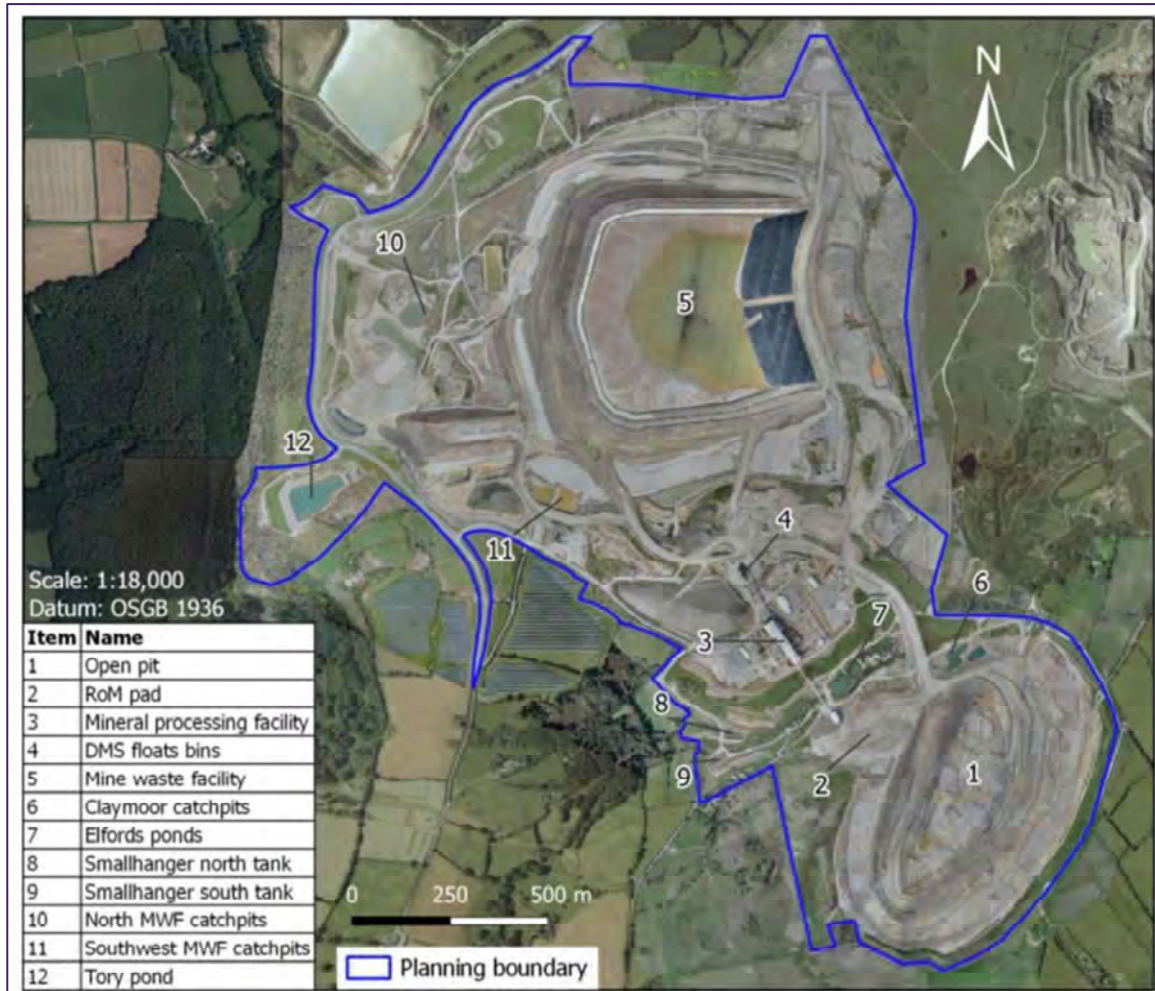 N
10
5
12
4
11
6
7
3
8
9
2
1
Scale: 1:18,000
Datum: OSGB 1936
Item Name
1 Open pit
2 RoM pad
3 Mineral processing facility
4 DMS floats bins
5 Mine waste facility
6 Claymoor catchpits
7 Elfords ponds
8 Smallhanger north tank
9 Smallhanger south tank
10 North MWF catchpits
11 Southwest MWF catchpits
12 Tory pond
0 250 500 m
Planning boundary